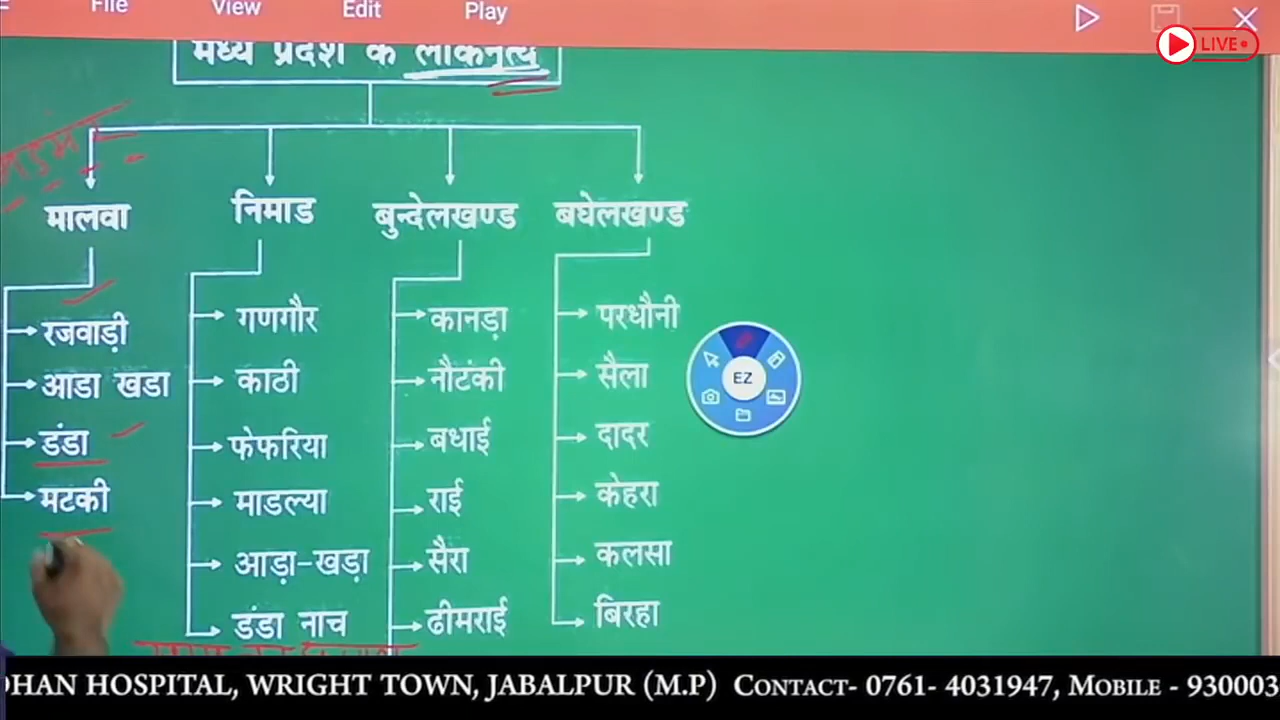 File View Edit Play
LIVE
मध्य प्रदेश के लोकनृत्य
मालवा
रजवाड़ी
आडा खडा
डंडा
मटकी
निमाड
गणगौर
काठी
फेफरिया
माडल्या
आड़ा-खड़ा
डंडा नाच
बुन्देलखण्ड
कानड़ा
नौटंकी
बधाई
राई
सैरा
ढीमराई
बघेलखण्ड
परधौनी
सैला
दादर
केहरा
कलसा
बिरहा
EZ
HAN HOSPITAL, WRIGHT TOWN, JABALPUR (M.P) CONTACT- 0761- 4031947, MOBILE - 930003